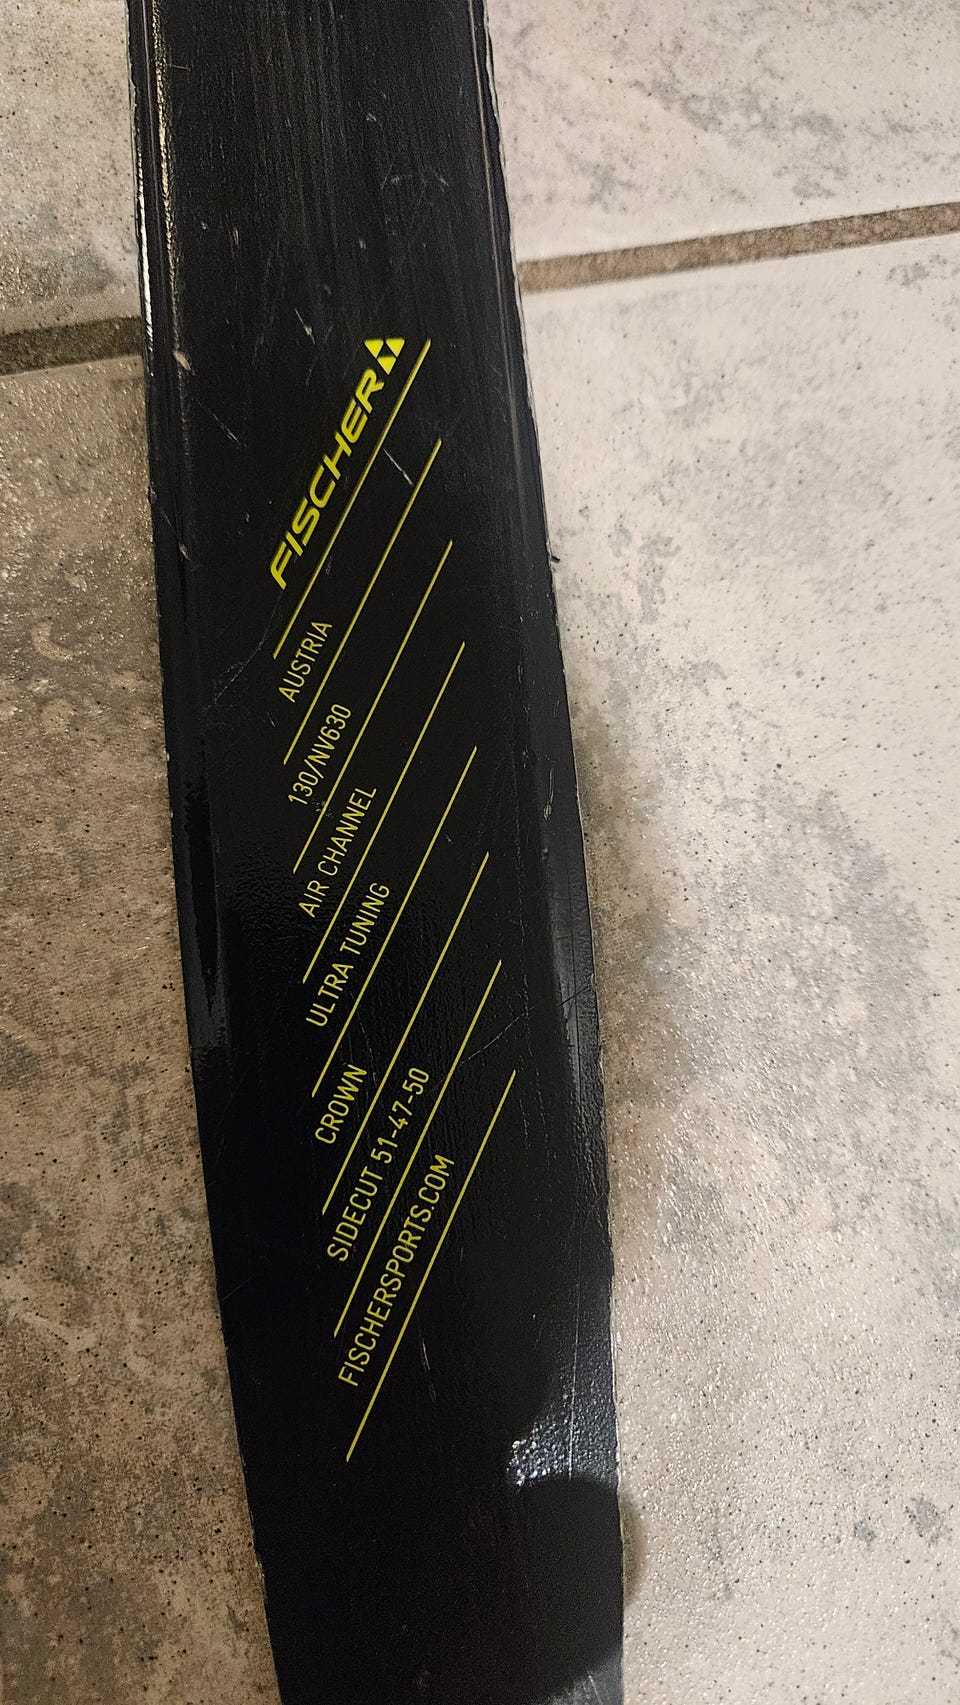 FISCHER
AUSTRIA
130/NV630
AIR CHANNEL
ULTRA TUNING
CROWN
SIDECUT 51-47-50
FISCHERSPORTS.COM